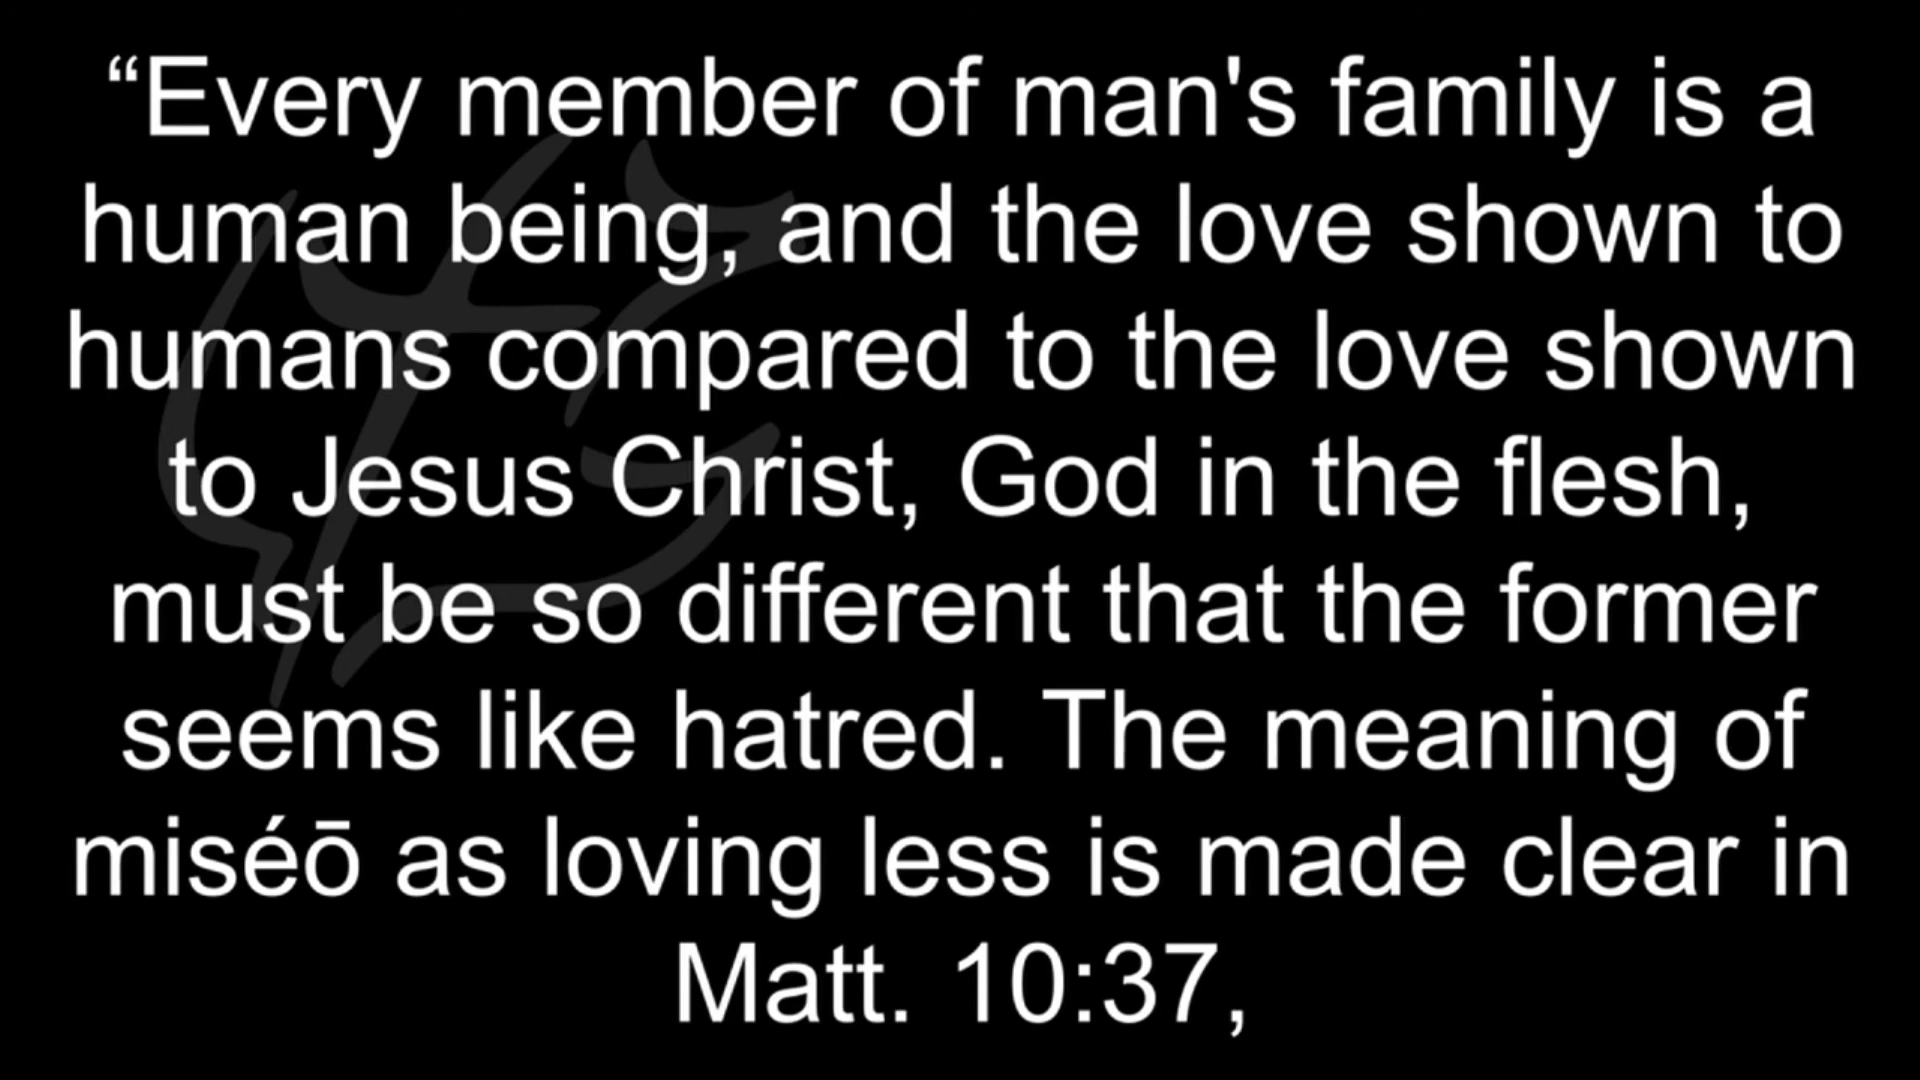 “Every member of man's family is a
human being, and the love shown to
humans compared to the love shown
to Jesus Christ, God in the flesh,
must be so different that the former
seems like hatred. The meaning of
miséō as loving less is made clear in
Matt. 10:37,